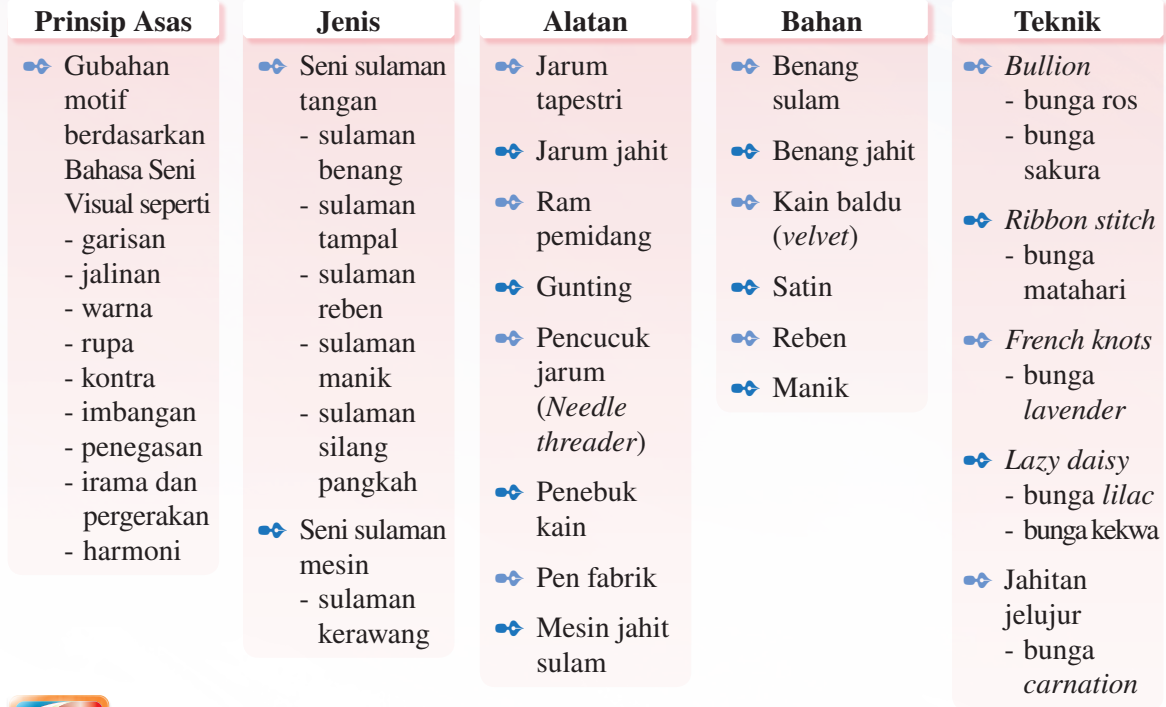 Prinsip Asas
Gubahan
motif
berdasarkan
Bahasa Seni
Visual seperti
- garisan
- jalinan
- warna
- rupa
- kontra
- imbangan
- penegasan
- irama dan
pergerakan
- harmoni
Jenis
Seni sulaman
tangan
- sulaman
benang
- sulaman
tampal
- sulaman
reben
- sulaman
manik
- sulaman
silang
pangkah
Seni sulaman
mesin
- sulaman
kerawang
Alatan
Jarum
tapestri
Jarum jahit
Ram
pemidang
Gunting
Pencucuk
jarum
(Needle
threader)
Penebuk
kain
Pen fabrik
Mesin jahit
sulam
Bahan
Benang
sulam
Benang jahit
Kain baldu
(velvet)
Satin
Reben
Manik
Teknik
Bullion
- bunga ros
- bunga
sakura
Ribbon stitch
- bunga
matahari
French knots
- bunga
lavender
Lazy daisy
- bunga lilac
- bunga kekwa
Jahitan
jelujur
- bunga
carnation